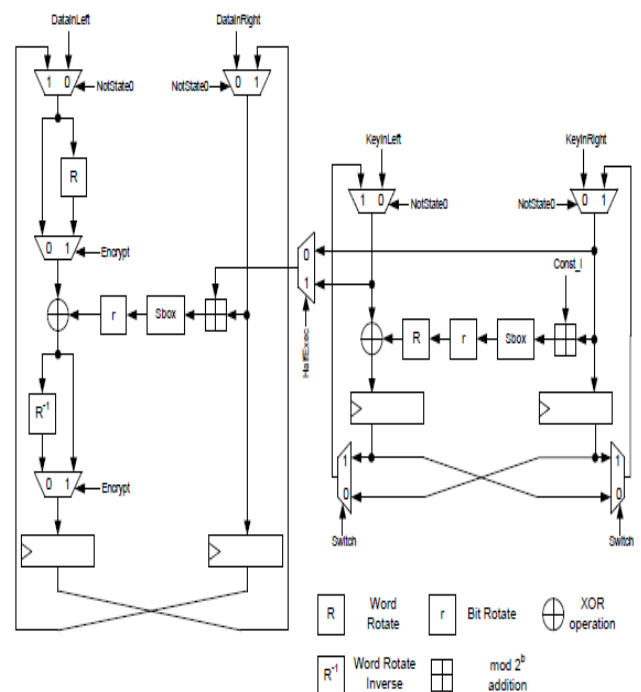 DataInLeft DataInRight
1 0 NotState0 NotState0 0 1
KeyInLeft KeyInRight
R
1 0 NotState0 NotState0 0 1
0 1 Encrypt
0
1
Const_I
r Sbox
HalfExec
R r Sbox
R-1
0 1 Encrypt
1
0
1
0
Switch Switch
R Word Rotate
r Bit Rotate
XOR operation
R-1 Word Rotate Inverse
mod 2b addition